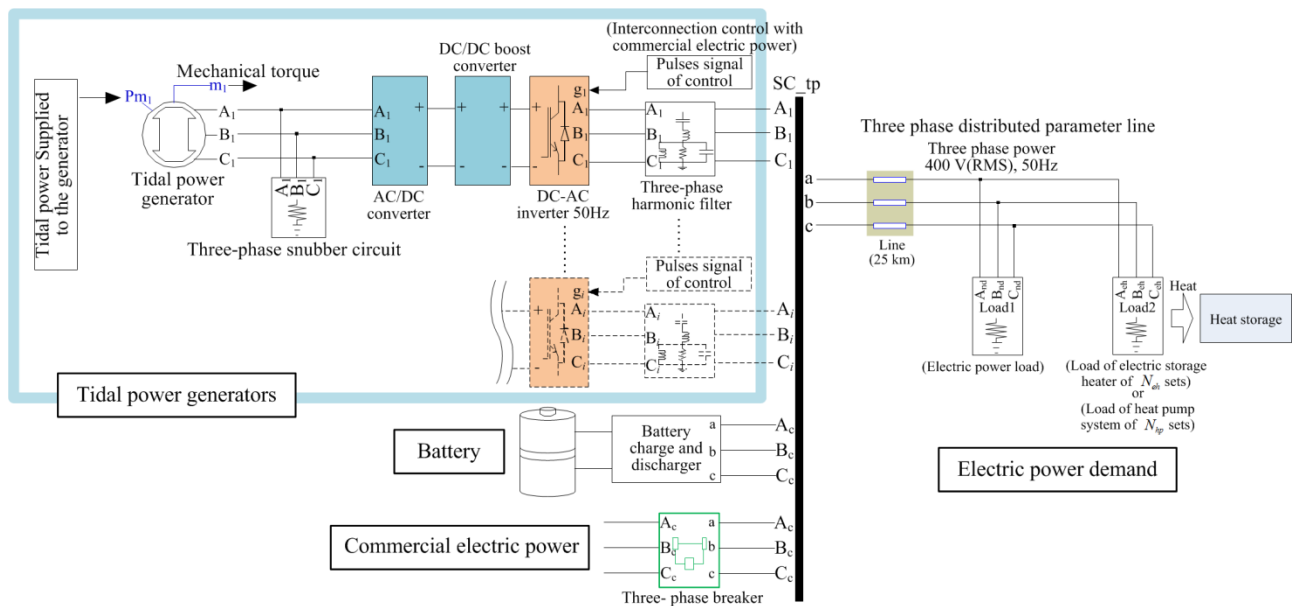 (Interconnection control with
commercial electric power)
DC/DC boost
converter
Mechanical torque
Pulses signal
of control
SC_tp
Tidal power Supplied
to the generator
Pm1
m1
g1
A1
B1
C1
A1
B1
C1
+
-
+
-
+
-
A1
B1
C1
A1
B1
C1
A1
B1
C1
Tidal power
generator
A1
B1
C1
Three-phase snubber circuit
AC/DC
converter
DC-AC
inverter 50Hz
Three-phase
harmonic filter
Three phase distributed parameter line
Three phase power
400 V(RMS), 50Hz
a
b
c
Line
(25 km)
And
Bnd
Cnd
Load1
(Electric power load)
Aeh
Beh
Ceh
Load2
Heat
Heat storage
(Load of electric storage
heater of Neh sets)
or
(Load of heat pump
system of Nhp sets)
Electric power demand
Pulses signal
of control
gi
+
-
Ai
Bi
Ci
Ai
Bi
Ci
Ai
Bi
Ci
Tidal power generators
Battery
Battery
charge and
discharger
a
b
c
Ac
Bc
Cc
Commercial electric power
Ac
Bc
Cc
a
b
c
Ac
Bc
Cc
Three- phase breaker